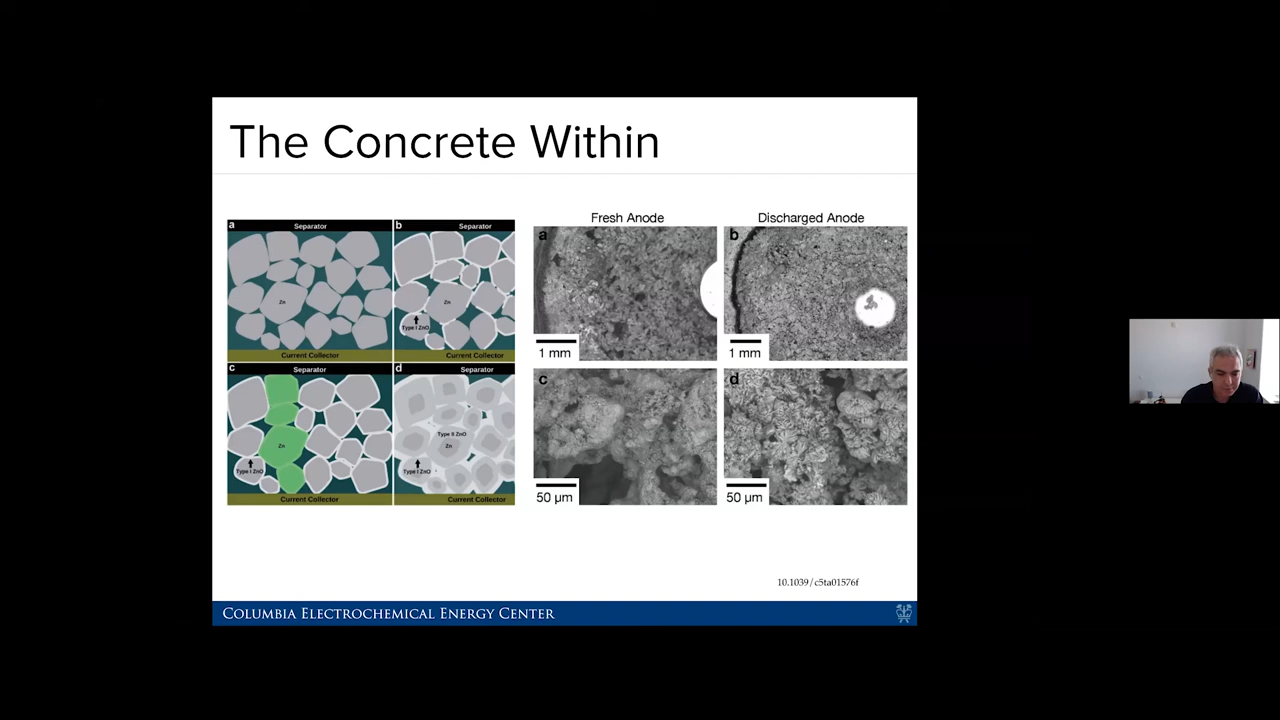 The Concrete Within
a
Separator
Zn
Current Collector
b
Separator
Zn
Type I ZnO
Current Collector
c
Separator
Zn
Type I ZnO
Current Collector
d
Separator
Type II ZnO
Zn
Type I ZnO
Current Collector
Fresh Anode
Discharged Anode
a
1 mm
b
1 mm
c
50 μm
d
50 μm
10.1039/c5ta01576f
COLUMBIA ELECTROCHEMICAL ENERGY CENTER